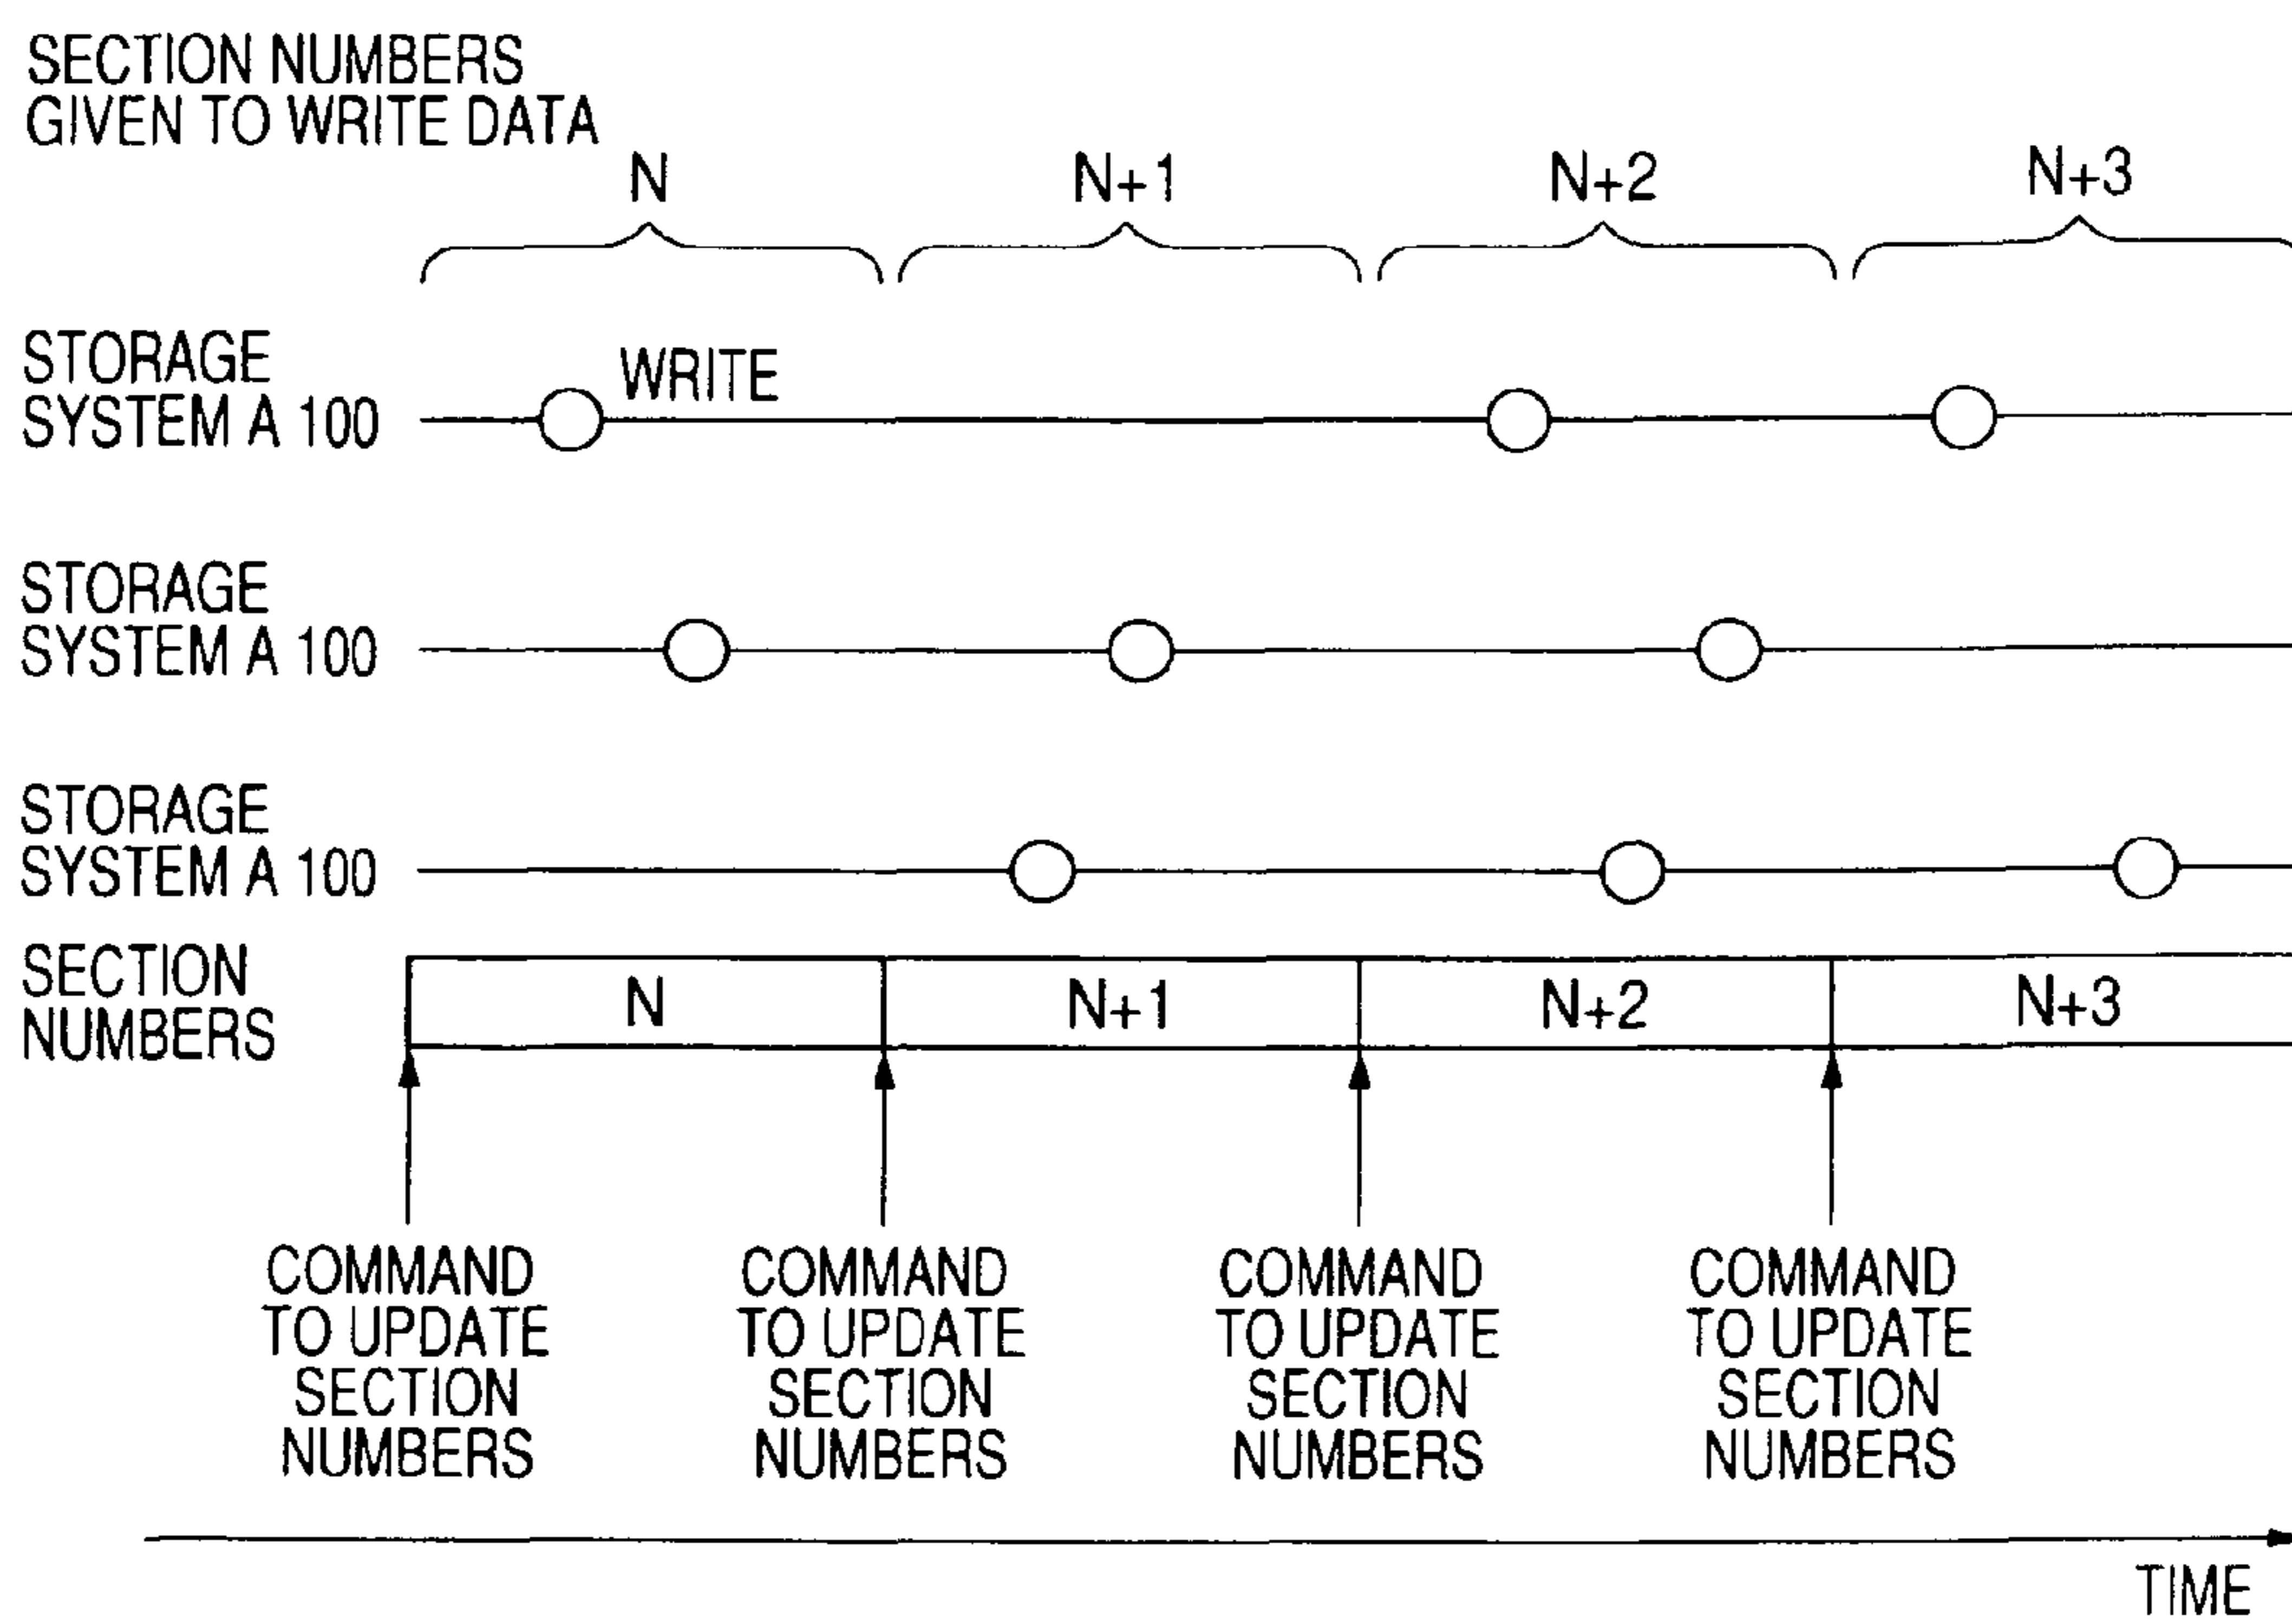 SECTION NUMBERS
GIVEN TO WRITE DATA
N
N+1
N+2
N+3
STORAGE
SYSTEM A 100
WRITE
STORAGE
SYSTEM A 100
STORAGE
SYSTEM A 100
SECTION
NUMBERS
N
N+1
N+2
N+3
COMMAND
TO UPDATE
SECTION
NUMBERS
COMMAND
TO UPDATE
SECTION
NUMBERS
COMMAND
TO UPDATE
SECTION
NUMBERS
COMMAND
TO UPDATE
SECTION
NUMBERS
TIME